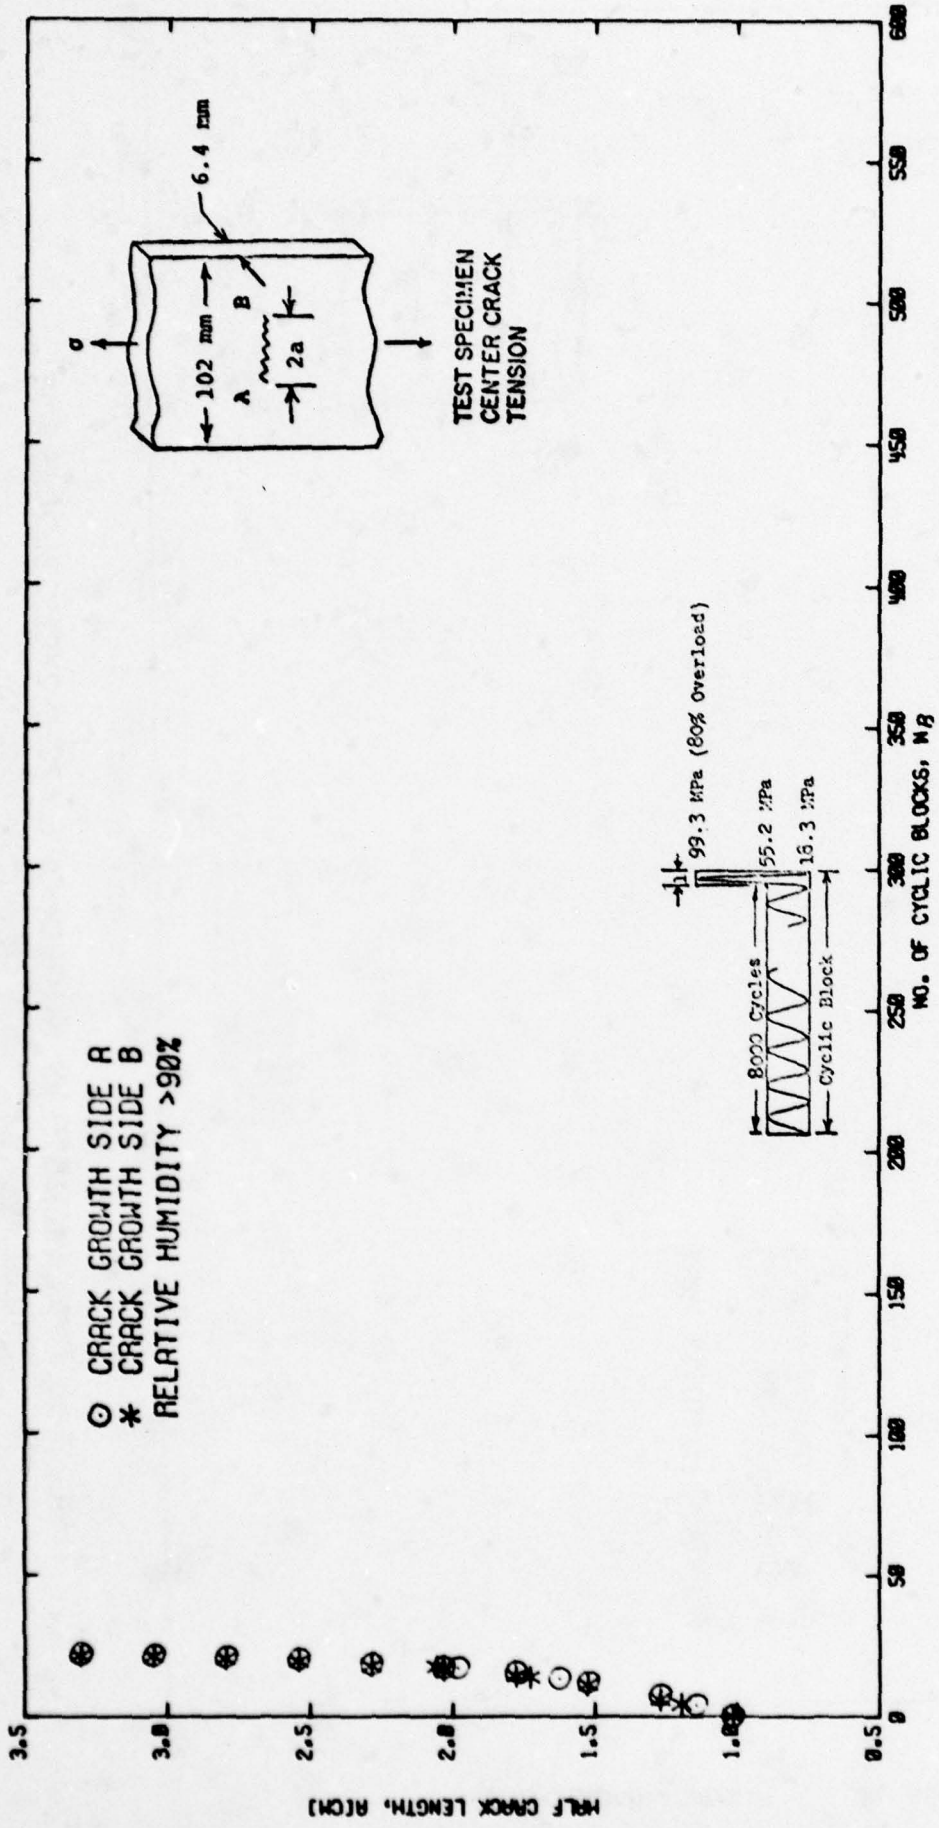 HALF CRACK LENGTH, A(CM)
3.5
3.0
2.5
2.0
1.5
1.0
0.5
⊙ CRACK GROWTH SIDE A
* CRACK GROWTH SIDE B
RELATIVE HUMIDITY >90%
σ
102 mm
6.4 mm
A
B
2a
TEST SPECIMEN
CENTER CRACK
TENSION
1
99.3 MPa (80% Overload)
8000 Cycles
55.2 MPa
18.3 MPa
Cyclic Block
0
50
100
150
200
250
300
350
400
450
500
550
600
NO. OF CYCLIC BLOCKS, NB